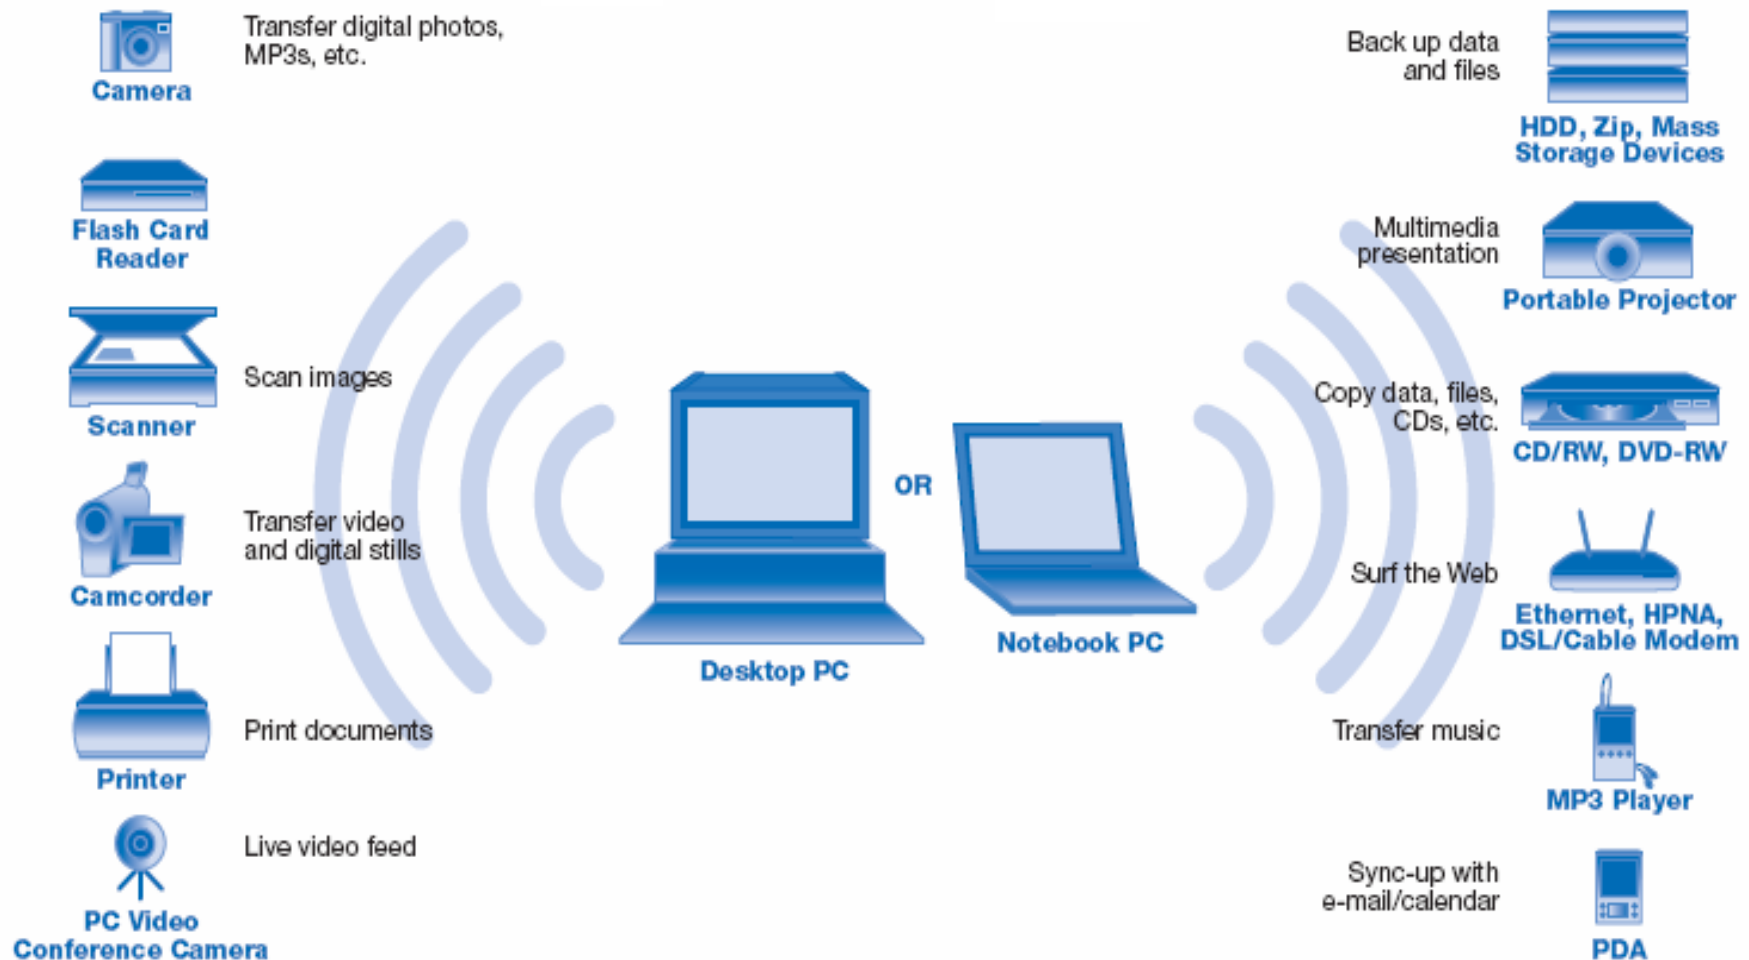 Transfer digital photos,
MP3s, etc.
Camera
Flash Card
Reader
Scan images
Scanner
Transfer video
and digital stills
Camcorder
Print documents
Printer
Live video feed
PC Video
Conference Camera
Desktop PC
OR
Notebook PC
Back up data
and files
HDD, Zip, Mass
Storage Devices
Multimedia
presentation
Portable Projector
Copy data, files,
CDs, etc.
CD/RW, DVD-RW
Surf the Web
Ethernet, HPNA,
DSL/Cable Modem
Transfer music
MP3 Player
Sync-up with
e-mail/calendar
PDA